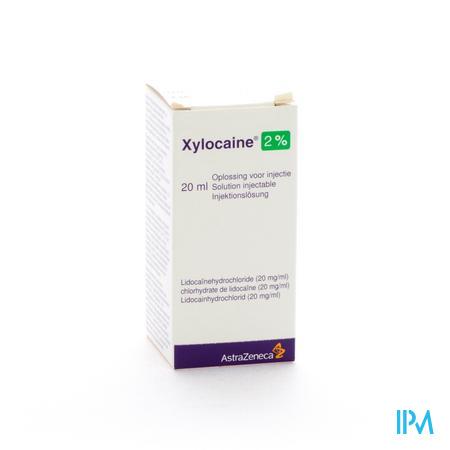 Xylocaine® 2%
20 ml
Oplossing voor injectie
Solution injectable
Injektionslösung
Lidocaïnehydrochloride (20 mg/ml)
chlorhydrate de lidocaïne (20 mg/ml)
Lidocainhydrochlorid (20 mg/ml)
AstraZeneca
IPM